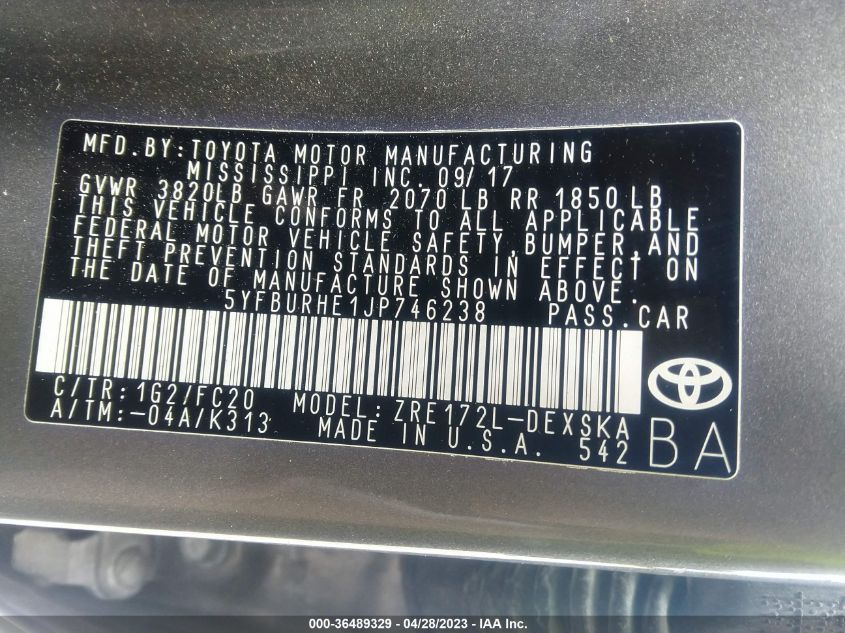 MFD.BY:TOYOTA MOTOR MANUFACTURING
MISSISSIPPI INC. 09/17
GVWR 3820LB GAWR FR 2070 LB RR 1850 LB
THIS VEHICLE CONFORMS TO ALL APPLICABLE
FEDERAL MOTOR VEHICLE SAFETY,BUMPER,AND
THEFT PREVENTION STANDARDS IN EFFECT ON
THE DATE OF MANUFACTURE SHOWN ABOVE.
5YFBURHE1JP746238 PASS.CAR
C/TR:1G2/FC20 MODEL:ZRE172L-DEXSKA
A/TM:-04A/K313 MADE IN U.S.A. 542
BA
000-36489329 / 04/28/2023 - IAA Inc.